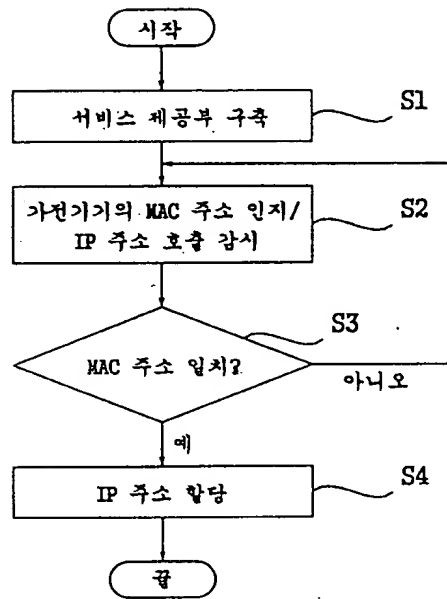 시작
서비스 제공부 구축
S1
가전기기의 MAC 주소 인지/
IP 주소 호출 감시
S2
MAC 주소 일치?
S3
아니오
예
IP 주소 할당
S4
끝